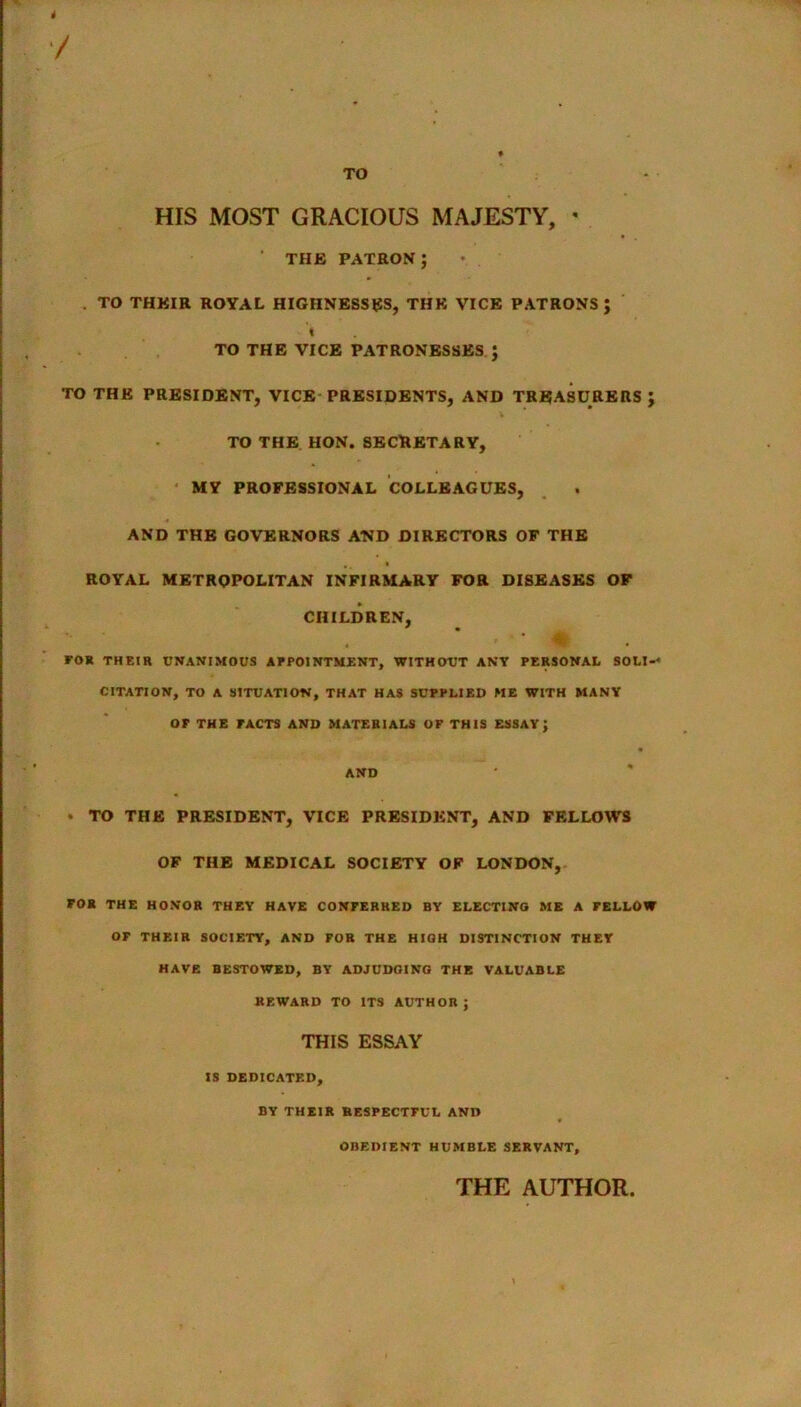 TO
HIS MOST GRACIOUS MAJESTY,
THE PATRON;
TO THEIR ROYAL HIGHNESSES, THE VICE PATRONS;
TO THE VICE PATRONESSES;
TO THE PRESIDENT, VICE PRESIDENTS, AND TREASURERS;
TO THE HON. SECRETARY,
MY PROFESSIONAL COLLEAGUES,
AND THE GOVERNORS AND DIRECTORS OF THE
ROYAL METROPOLITAN INFIRMARY FOR DISEASES OF
CHILDREN,
FOR THEIR UNANIMOUS APPOINTMENT, WITHOUT ANY PERSONAL SOLI-
CITATION, TO A SITUATION, THAT HAS SUPPLIED ME WITH MANY
OF THE FACTS AND MATERIALS OF THIS ESSAY;
AND
TO THE PRESIDENT, VICE PRESIDENT, AND FELLOWS
OF THE MEDICAL SOCIETY OF LONDON,
FOR THE HONOR THEY HAVE CONFERRED BY ELECTING ME A FELLOW
OF THEIR SOCIETY, AND FOR THE HIGH DISTINCTION THEY
HAVE BESTOWED, BY ADJUDGING THE VALUABLE
REWARD TO ITS AUTHOR;
THIS ESSAY
IS DEDICATED,
BY THEIR RESPECTFUL AND
OBEDIENT HUMBLE SERVANT,
THE AUTHOR.